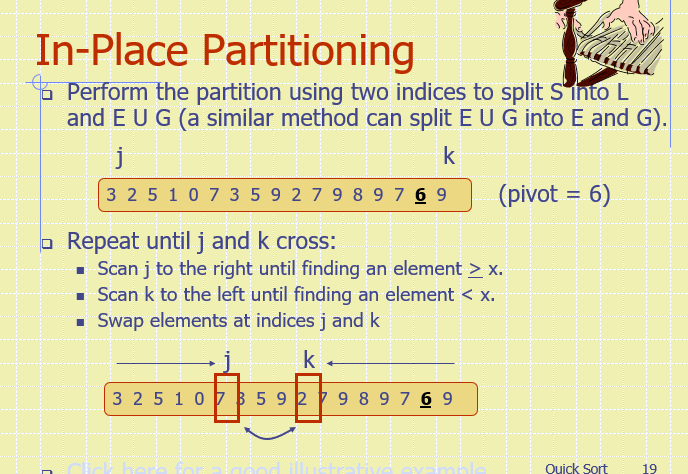 In-Place Partitioning
Perform the partition using two indices to split S into L
and E U G (a similar method can split E U G into E and G).
j k
3 2 5 1 0 7 3 5 9 2 7 9 8 9 7 6 9 (pivot = 6)
Repeat until j and k cross:
Scan j to the right until finding an element > x.
Scan k to the left until finding an element < x.
Swap elements at indices j and k
j k
3 2 5 1 0 7 3 5 9 2 7 9 8 9 7 6 9
Click here for a good illustrative example
Quick Sort 19